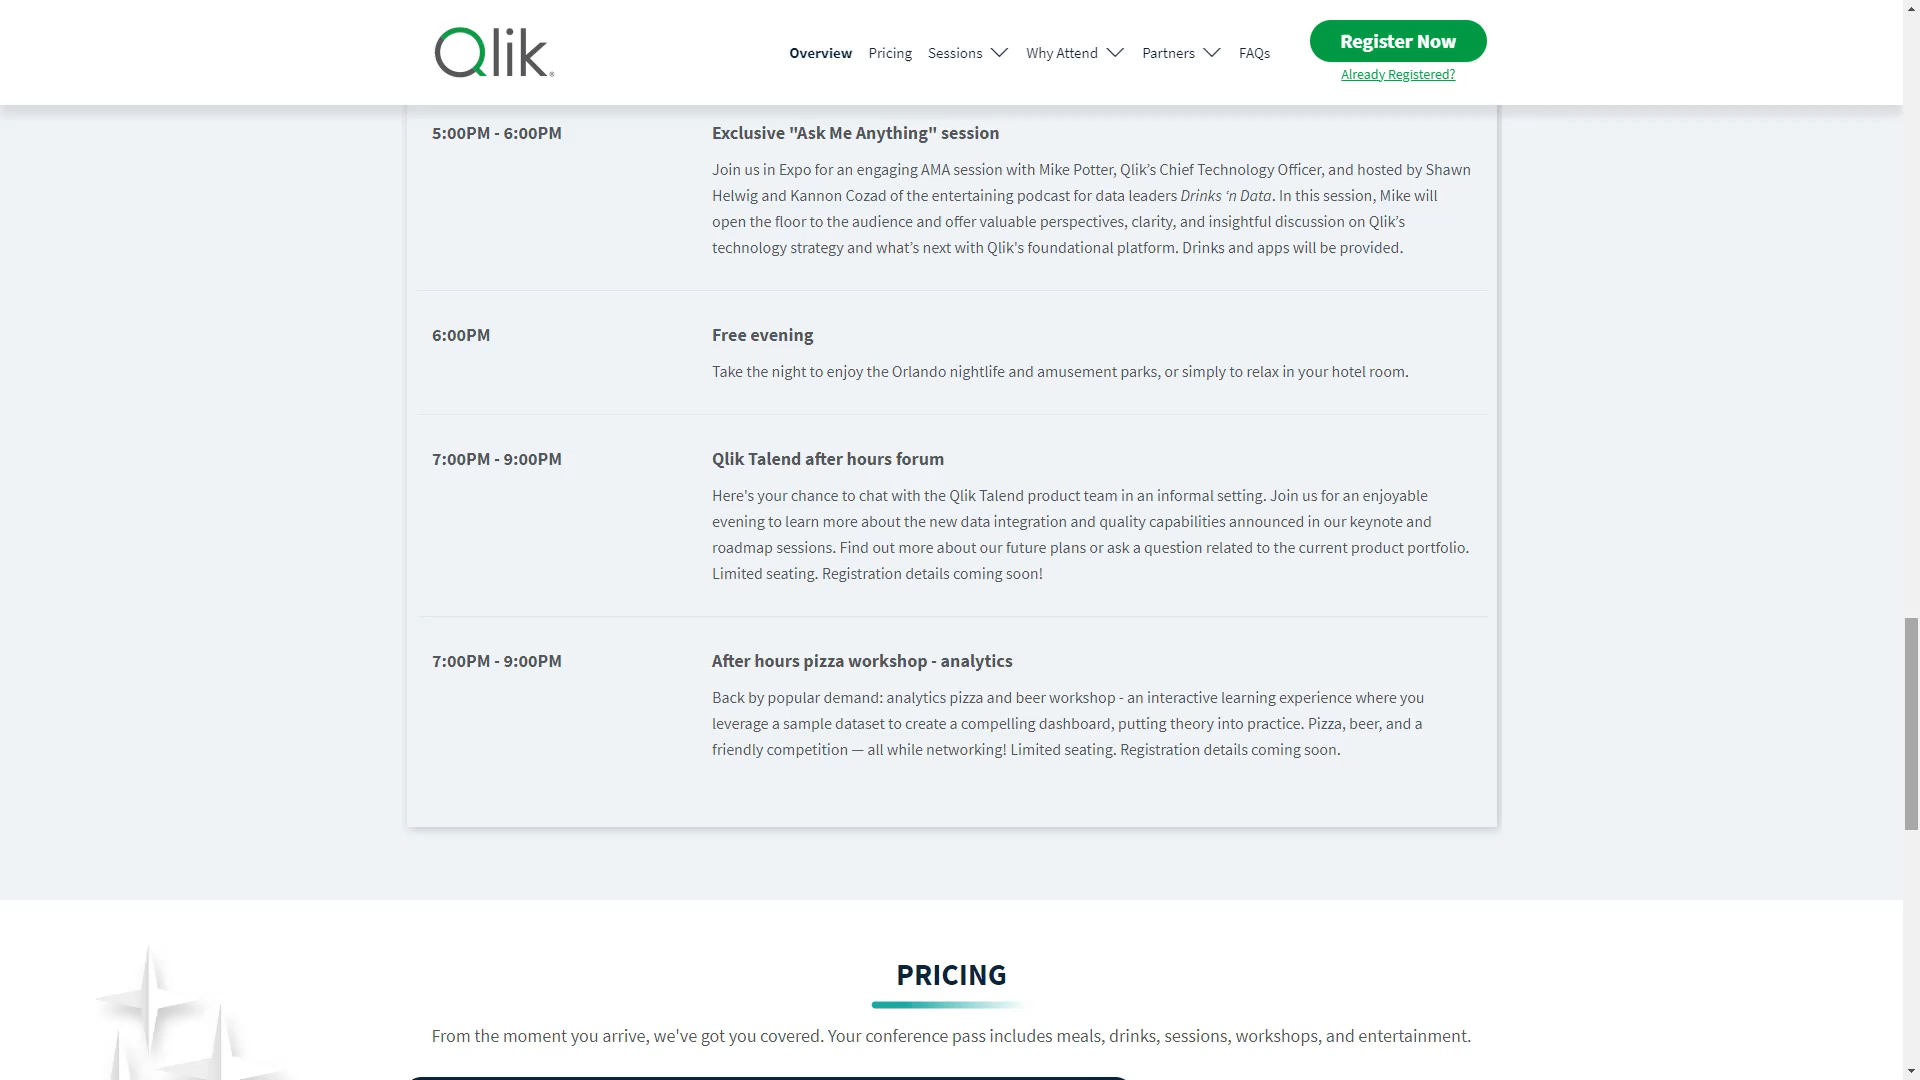 Qlik
Overview Pricing Sessions Why Attend Partners FAQs
Register Now
Already Registered?
5:00PM - 6:00PM
Exclusive "Ask Me Anything" session
Join us in Expo for an engaging AMA session with Mike Potter, Qlik’s Chief Technology Officer, and hosted by Shawn
Helwig and Kannon Cozad of the entertaining podcast for data leaders Drinks ‘n Data. In this session, Mike will
open the floor to the audience and offer valuable perspectives, clarity, and insightful discussion on Qlik’s
technology strategy and what’s next with Qlik's foundational platform. Drinks and apps will be provided.
6:00PM
Free evening
Take the night to enjoy the Orlando nightlife and amusement parks, or simply to relax in your hotel room.
7:00PM - 9:00PM
Qlik Talend after hours forum
Here's your chance to chat with the Qlik Talend product team in an informal setting. Join us for an enjoyable
evening to learn more about the new data integration and quality capabilities announced in our keynote and
roadmap sessions. Find out more about our future plans or ask a question related to the current product portfolio.
Limited seating. Registration details coming soon!
7:00PM - 9:00PM
After hours pizza workshop - analytics
Back by popular demand: analytics pizza and beer workshop - an interactive learning experience where you
leverage a sample dataset to create a compelling dashboard, putting theory into practice. Pizza, beer, and a
friendly competition — all while networking! Limited seating. Registration details coming soon.
PRICING
From the moment you arrive, we've got you covered. Your conference pass includes meals, drinks, sessions, workshops, and entertainment.